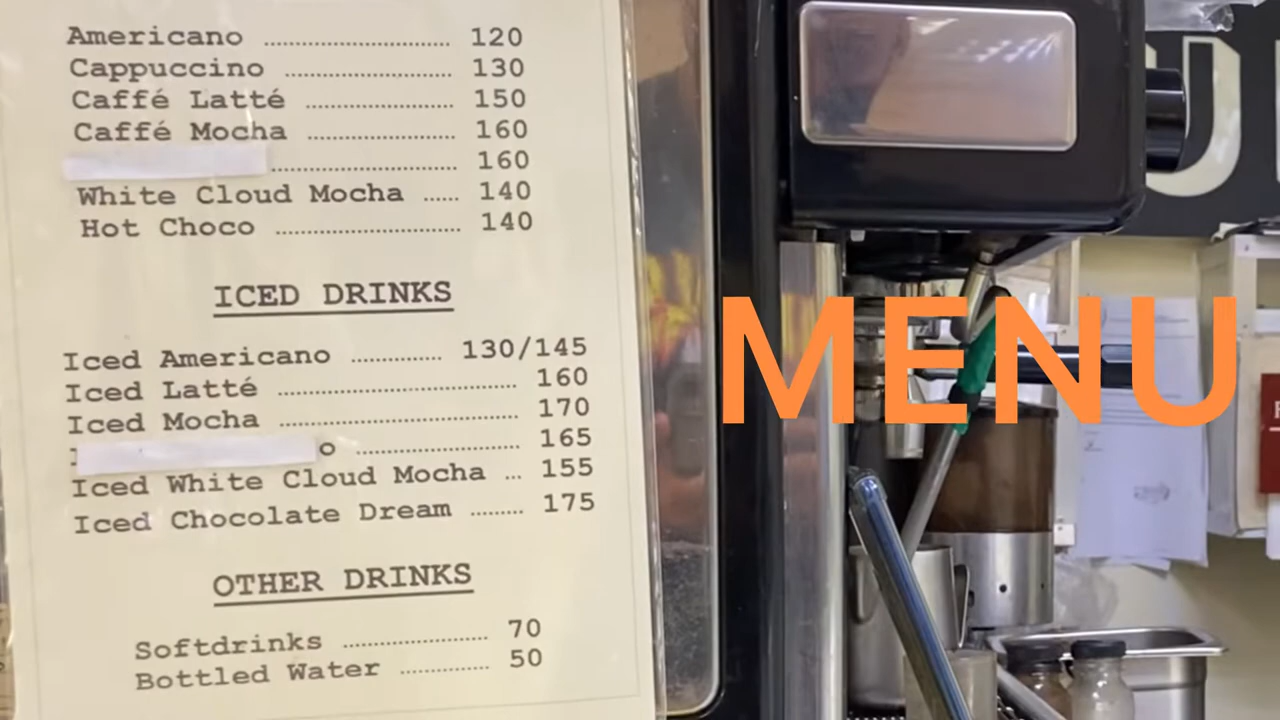 Americano ................................ 120
Cappuccino ............................. 130
Caffé Latté ......................... 150
Caffé Mocha ........................ 160
................................... 160
White Cloud Mocha ...... 140
Hot Choco ................................ 140
ICED DRINKS
Iced Americano ............... 130/145
Iced Latté ........................................ 160
Iced Mocha ....................................... 170
o ........................... 165
Iced White Cloud Mocha ... 155
Iced Chocolate Dream ......... 175
OTHER DRINKS
Softdrinks ......................... 70
Bottled Water ............... 50
MENU